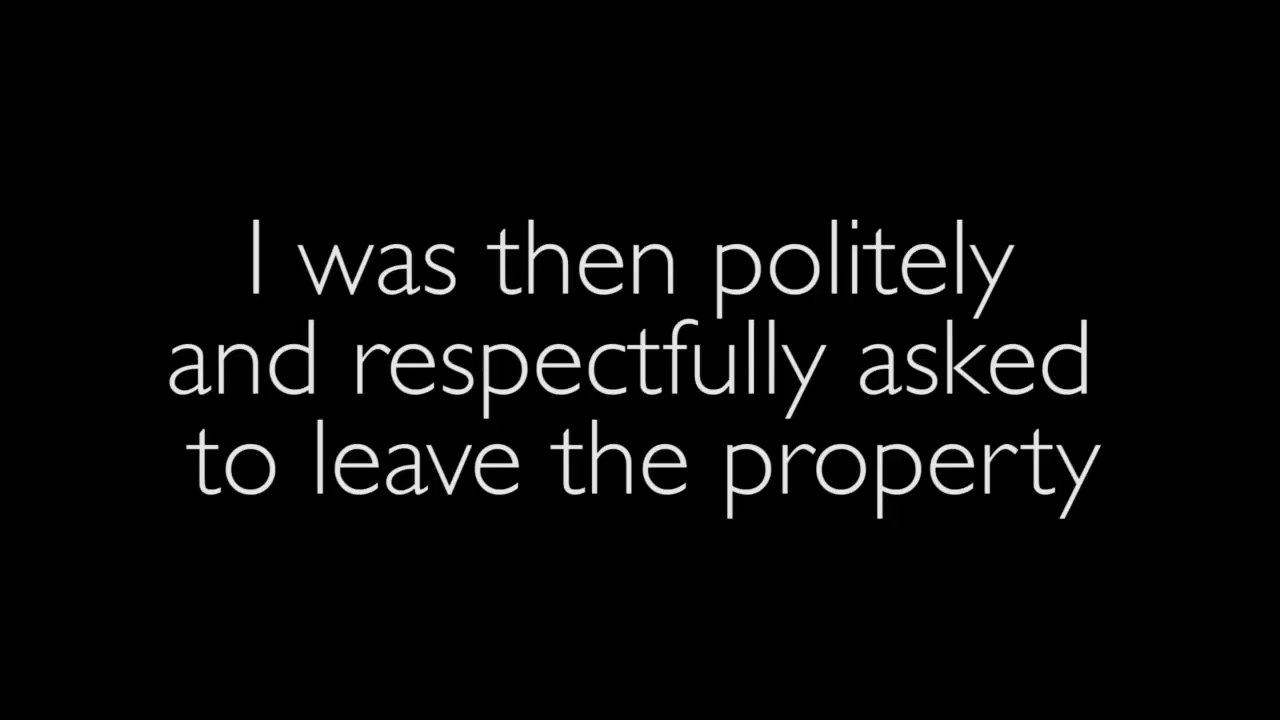 I was then politely
and respectfully asked
to leave the property